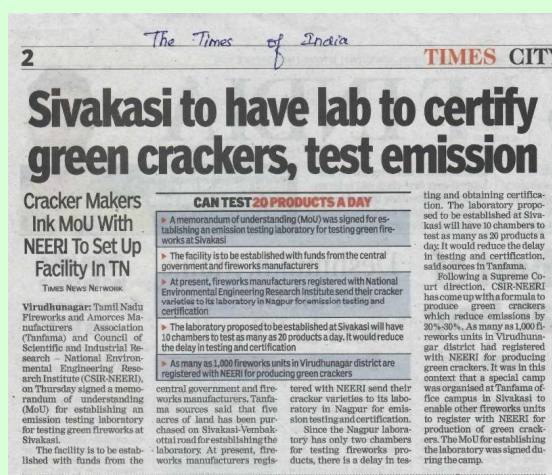 The Times of India
2
TIMES CITY
Sivakasi to have lab to certify
green crackers, test emission
Cracker Makers
Ink MoU With
NEERI To Set Up
Facility In TN
TIMES NEWS NETWORK
Virudhunagar: Tamil Nadu
Fireworks and Amorces Ma-
nufacturers Association
(Tanfama) and Council of
Scientific and Industrial Re-
search – National Environ-
mental Engineering Rese-
arch Institute (CSIR-NEERI),
on Thursday signed a memo-
randum of understanding
(MoU) for establishing an
emission testing laboratory
for testing green fireworks at
Sivakasi.
The facility is to be estab-
lished with funds from the
CAN TEST 20 PRODUCTS A DAY
A memorandum of understanding (MoU) was signed for es-
tablishing an emission testing laboratory for testing green fire-
works at Sivakasi
The facility is to be established with funds from the central
government and fireworks manufacturers
At present, fireworks manufacturers registered with National
Environmental Engineering Research Institute send their cracker
varieties to its laboratory in Nagpur for emission testing and
certification
The laboratory proposed to be established at Sivakasi will have
10 chambers to test as many as 20 products a day. It would reduce
the delay in testing and certification
As many as 1,000 fireworks units in Virudhunagar district are
registered with NEERI for producing green crackers
central government and fire-
works manufacturers. Tanfa-
ma sources said that five
acres of land has been pur-
chased on Sivakasi-Vembak-
ottai road for establishing the
laboratory. At present, fire-
works manufacturers regis-
tered with NEERI send their
cracker varieties to its labo-
ratory in Nagpur for emis-
sion testing and certification.
Since the Nagpur labora-
tory has only two chambers
for testing fireworks pro-
ducts, there is a delay in tes-
ting and obtaining certifica-
tion. The laboratory propo-
sed to be established at Siva-
kasi will have 10 chambers to
test as many as 20 products a
day. It would reduce the delay
in testing and certification,
said sources in Tanfama.
Following a Supreme Co-
urt direction, CSIR-NEERI
has come up with a formula to
produce green crackers
which reduce emissions by
20%-30%. As many as 1,000 fi-
reworks units in Virudhuna-
gar district had registered
with NEERI for producing
green crackers. It was in this
context that a special camp
was organised at Tanfama of-
fice campus in Sivakasi to
enable other fireworks units
to register with NEERI for
production of green crack-
ers. The MoU for establishing
the laboratory was signed du-
ring the camp.